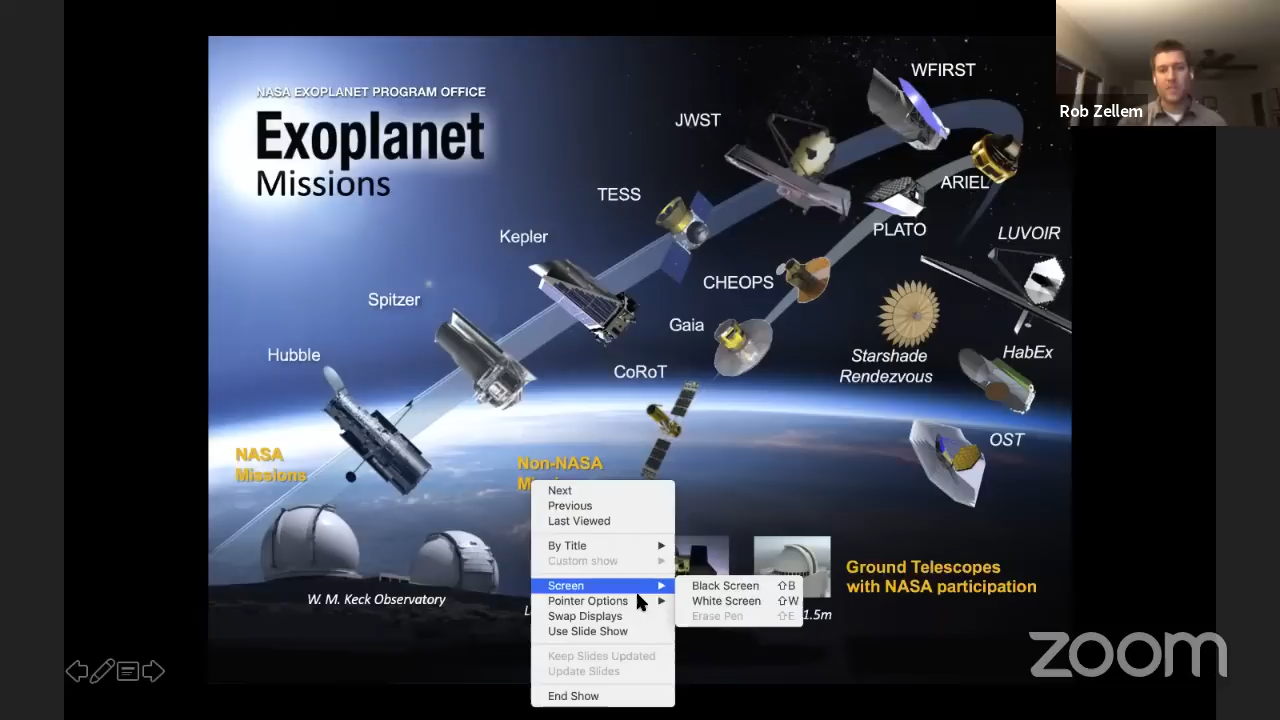 NASA EXOPLANET PROGRAM OFFICE
Exoplanet
Missions
WFIRST
Rob Zellem
JWST
ARIEL
TESS
PLATO
LUVOIR
Kepler
CHEOPS
Spitzer
Gaia
Starshade
Rendezvous
HabEx
Hubble
CoRoT
OST
NASA
Missions
Non-NASA
Next
Previous
Last Viewed
By Title
Custom show
Screen
Pointer Options
Swap Displays
Use Slide Show
Keep Slides Updated
Update Slides
End Show
Black Screen ⇧B
White Screen ⇧W
Erase Pen ⇧E
W. M. Keck Observatory
1.5m
Ground Telescopes
with NASA participation
zoom